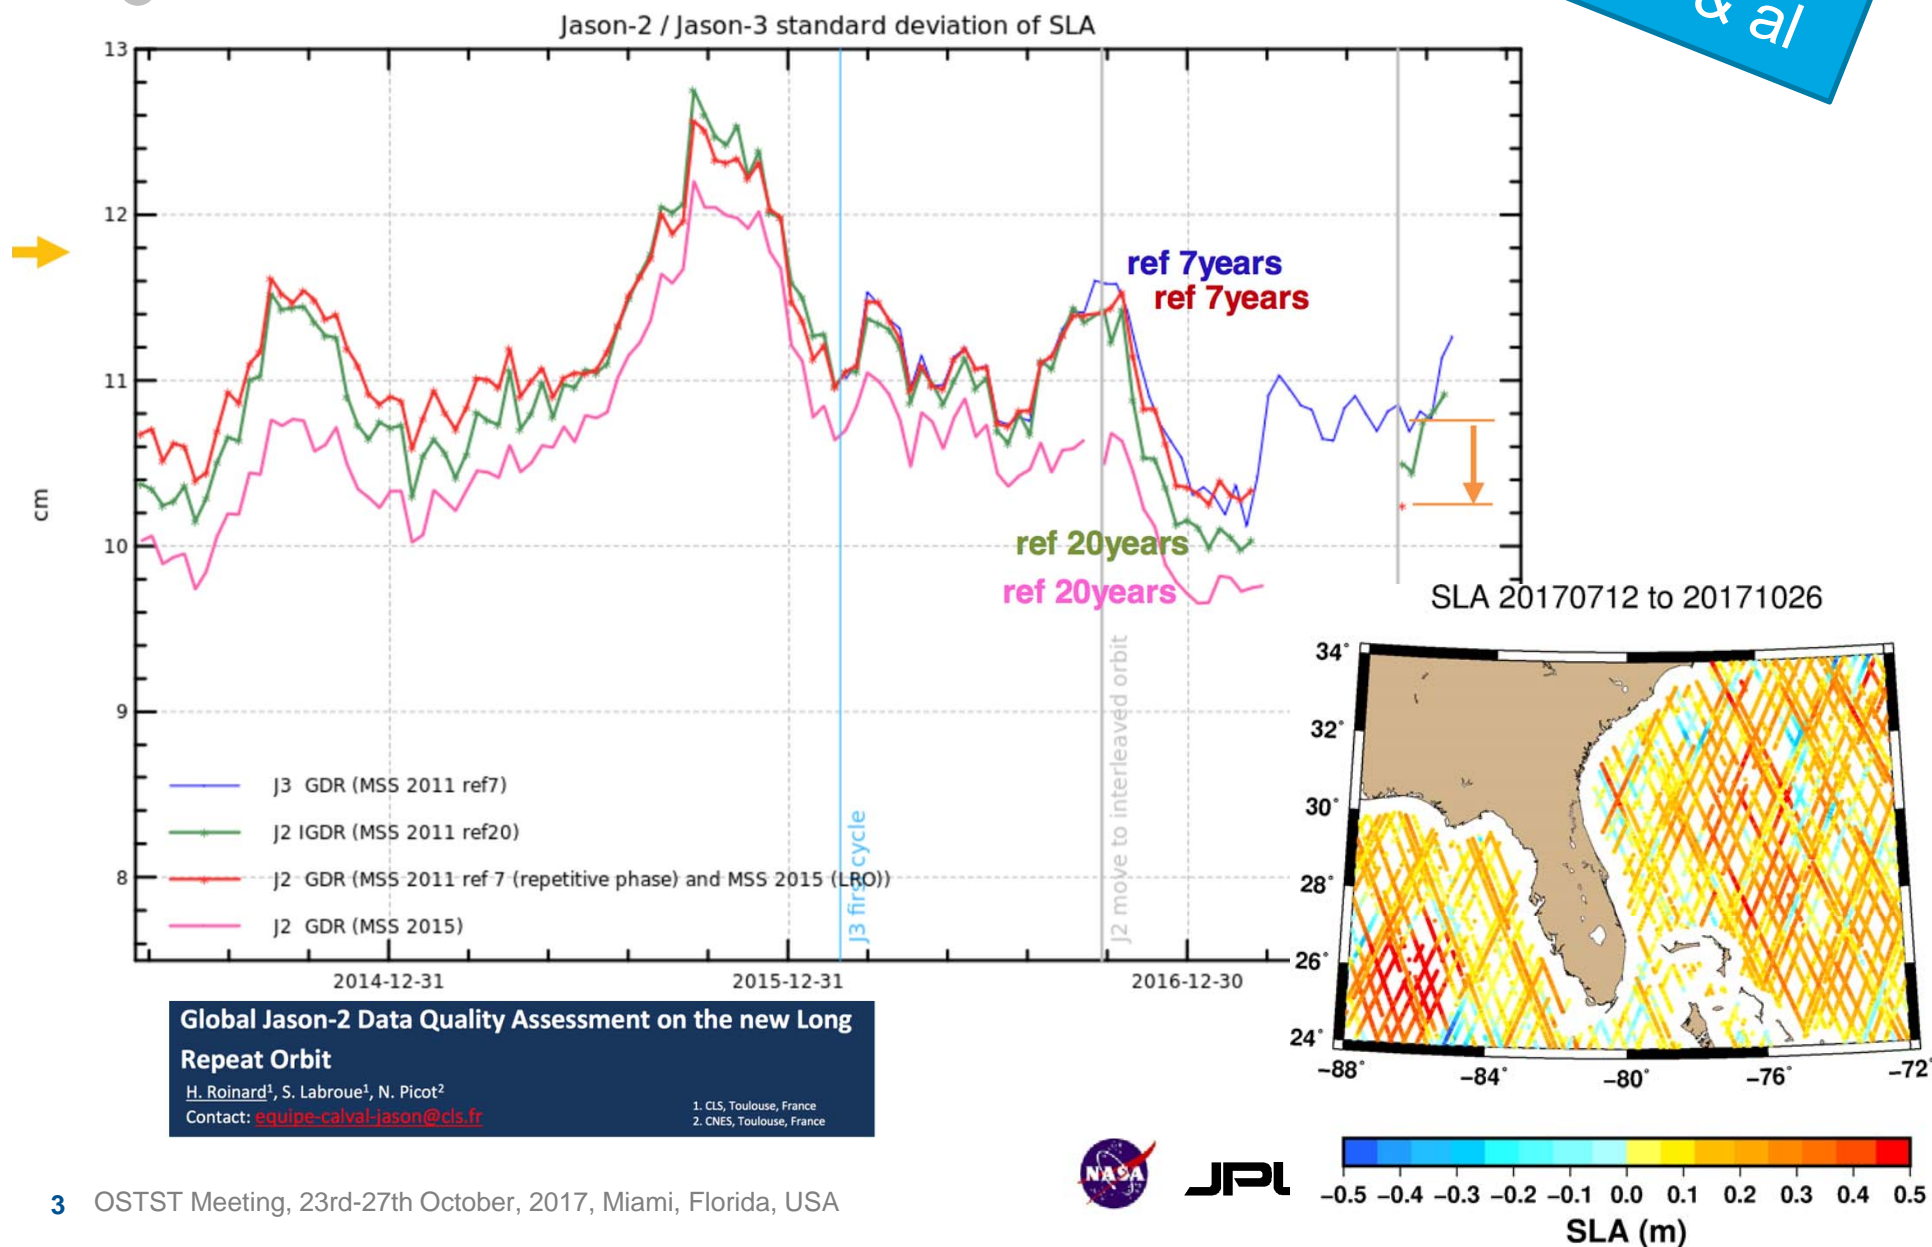 & al
Jason-2 / Jason-3 standard deviation of SLA
13
12
11
10
9
8
cm
ref 7years
ref 7years
ref 20years
ref 20years
J3 first cycle
J2 move to interleaved orbit
J3 GDR (MSS 2011 ref7)
J2 IGDR (MSS 2011 ref20)
J2 GDR (MSS 2011 ref 7 (repetitive phase) and MSS 2015 (LRO))
J2 GDR (MSS 2015)
2014-12-31 2015-12-31 2016-12-30
SLA 20170712 to 20171026
34°
32°
30°
28°
26°
24°
−88° −84° −80° −76° −72°
Global Jason-2 Data Quality Assessment on the new Long
Repeat Orbit
H. Roinard¹, S. Labroue¹, N. Picot²
Contact: equipe-calval-jason@cls.fr
1. CLS, Toulouse, France
2. CNES, Toulouse, France
NASA
JPL
−0.5 −0.4 −0.3 −0.2 −0.1 0.0 0.1 0.2 0.3 0.4 0.5
SLA (m)
3 OSTST Meeting, 23rd-27th October, 2017, Miami, Florida, USA